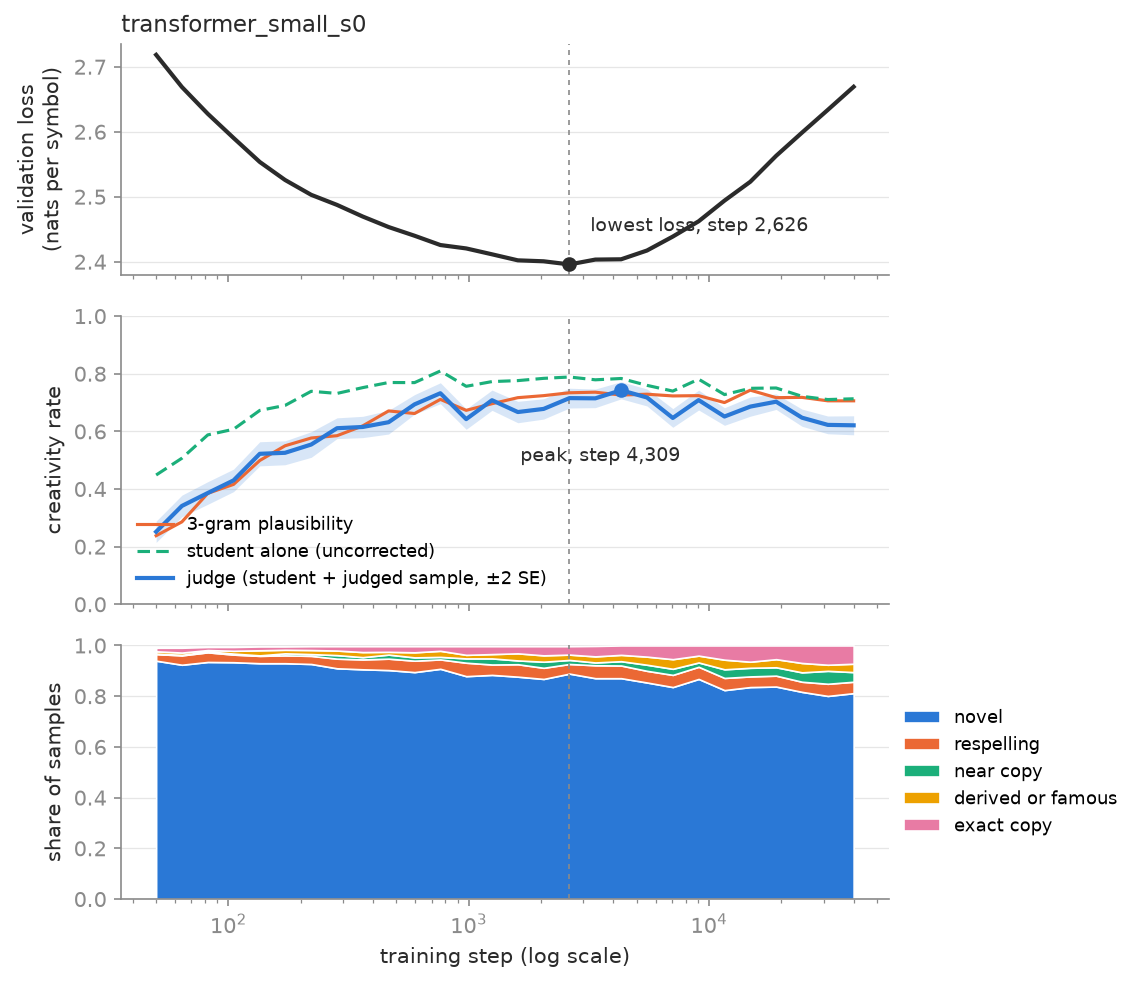 transformer_small_s0
validation loss
(nats per symbol)
2.7
2.6
2.5
2.4
lowest loss, step 2,626
creativity rate
1.0
0.8
0.6
0.4
0.2
0.0
peak, step 4,309
3-gram plausibility
student alone (uncorrected)
judge (student + judged sample, ±2 SE)
share of samples
1.0
0.8
0.6
0.4
0.2
0.0
novel
respelling
near copy
derived or famous
exact copy
10² 10³ 10⁴
training step (log scale)